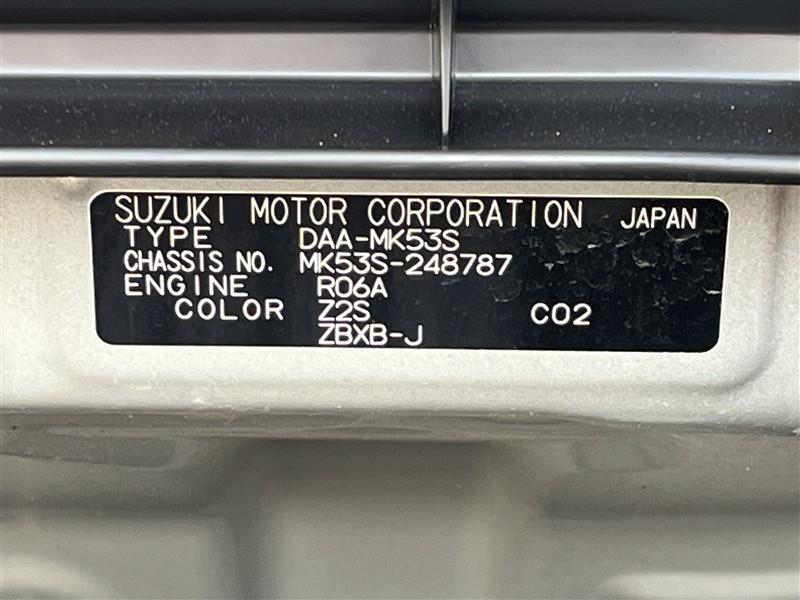 SUZUKI MOTOR CORPORATION JAPAN
TYPE DAA-MK53S
CHASSIS NO. MK53S-248787
ENGINE R06A
COLOR Z2S C02
ZBXB-J